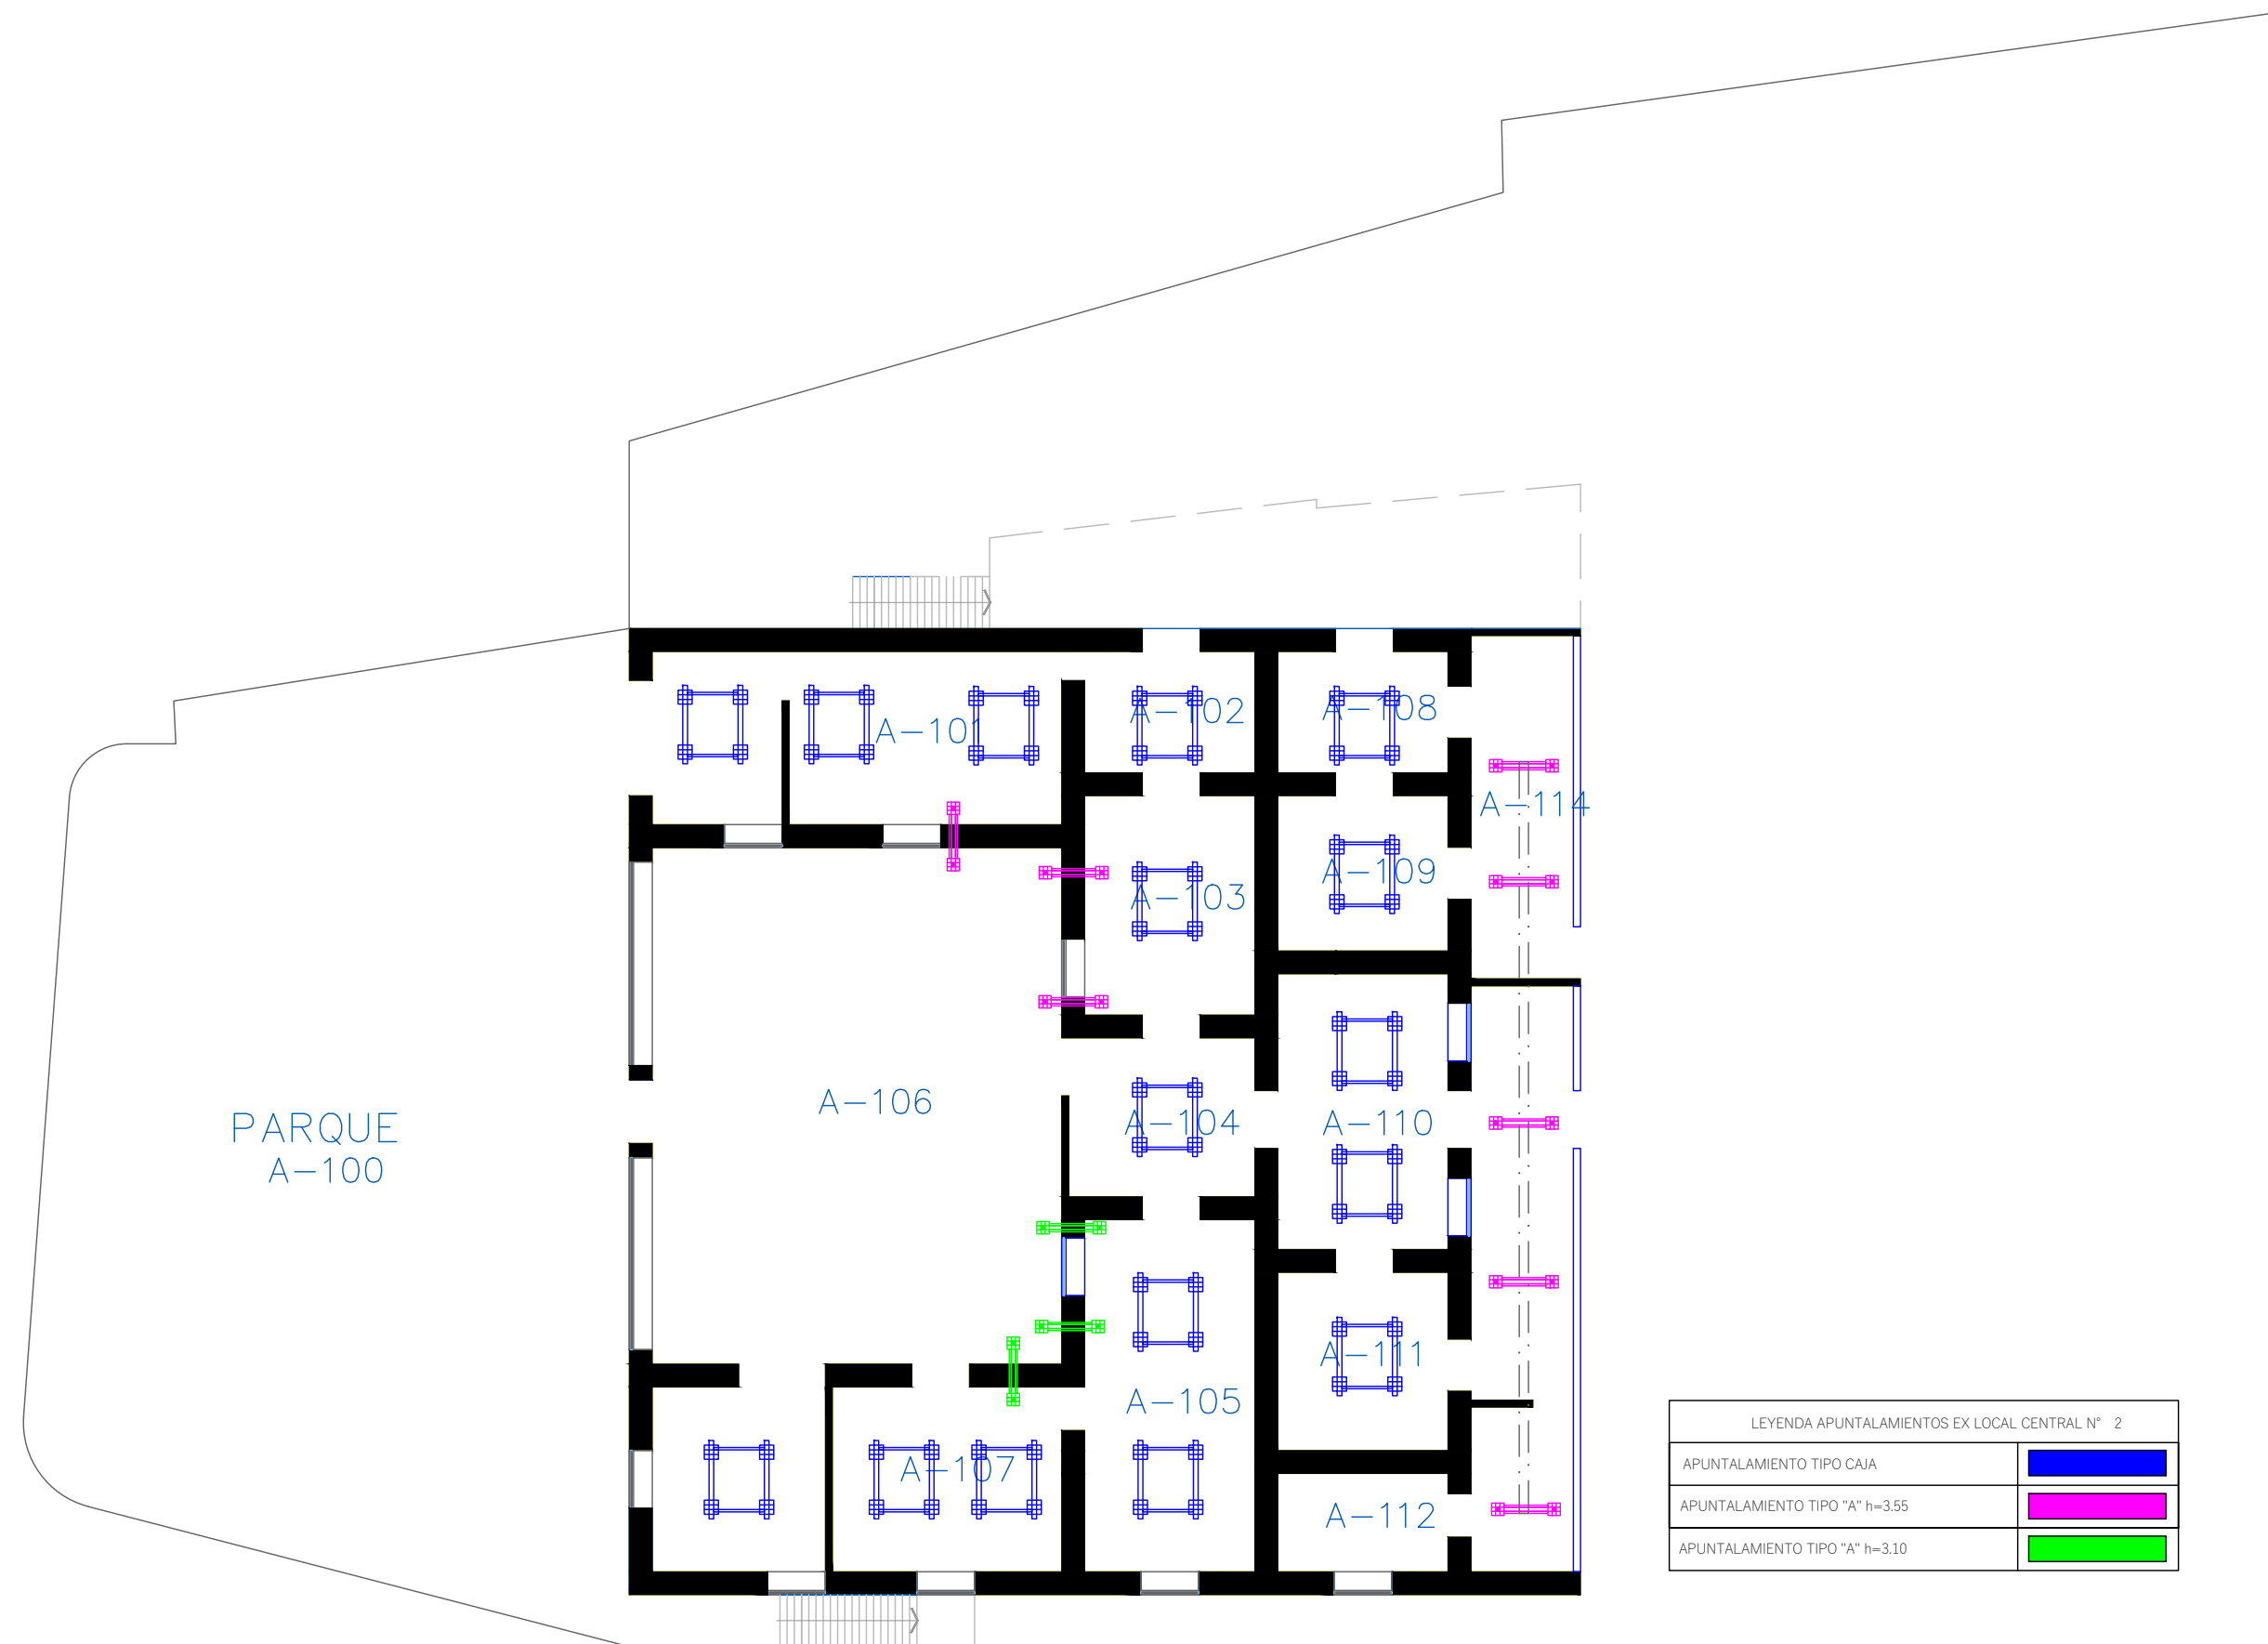 A-101
A-102
A-108
A-114
A-103
A-109
A-106
A-104
A-110
PARQUE
A-100
A-111
A-105
A-107
A-112
LEYENDA APUNTALAMIENTOS EX LOCAL CENTRAL N° 2
APUNTALAMIENTO TIPO CAJA
APUNTALAMIENTO TIPO "A" h=3.55
APUNTALAMIENTO TIPO "A" h=3.10